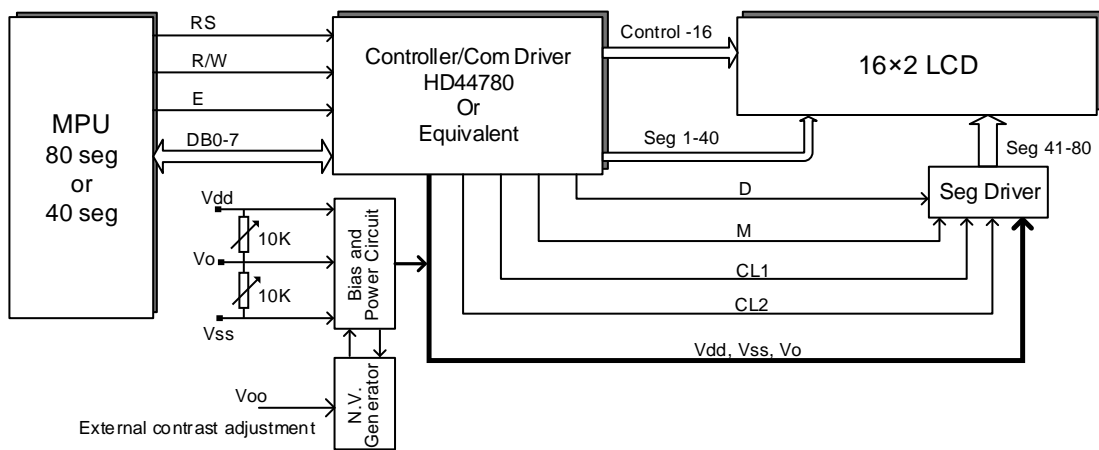 RS
R/W
E
DB0-7
MPU
80 seg
or
40 seg
Controller/Com Driver
HD44780
Or
Equivalent
Control -16
16×2 LCD
Seg 1-40
Seg 41-80
Seg Driver
D
M
CL1
CL2
Vdd, Vss, Vo
Vdd
10K
Vo
10K
Vss
Bias and
Power Circuit
N.V.
Generator
Voo
External contrast adjustment